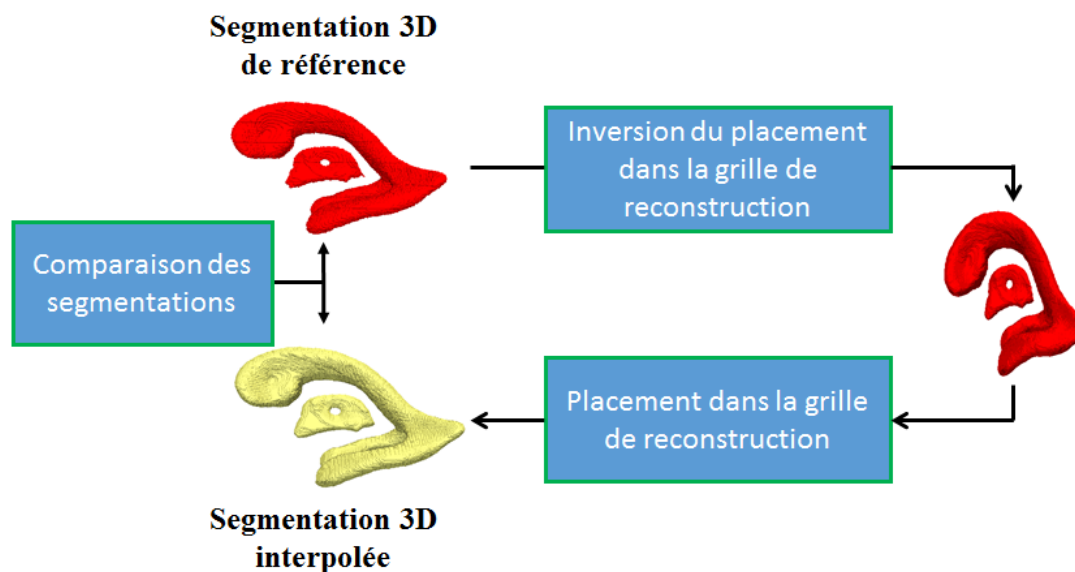 Segmentation 3D
de référence
Inversion du placement
dans la grille de
reconstruction
Comparaison des
segmentations
Placement dans la grille
de reconstruction
Segmentation 3D
interpolée